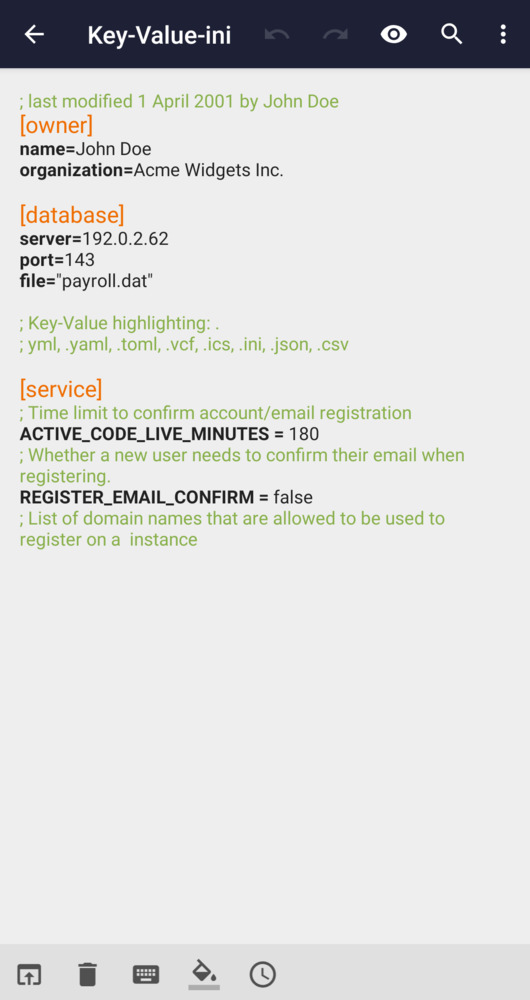 Key-Value-ini
; last modified 1 April 2001 by John Doe
[owner]
name=John Doe
organization=Acme Widgets Inc.
[database]
server=192.0.2.62
port=143
file="payroll.dat"
; Key-Value highlighting: .
; yml, .yaml, .toml, .vcf, .ics, .ini, .json, .csv
[service]
; Time limit to confirm account/email registration
ACTIVE_CODE_LIVE_MINUTES = 180
; Whether a new user needs to confirm their email when
registering.
REGISTER_EMAIL_CONFIRM = false
; List of domain names that are allowed to be used to
register on a  instance